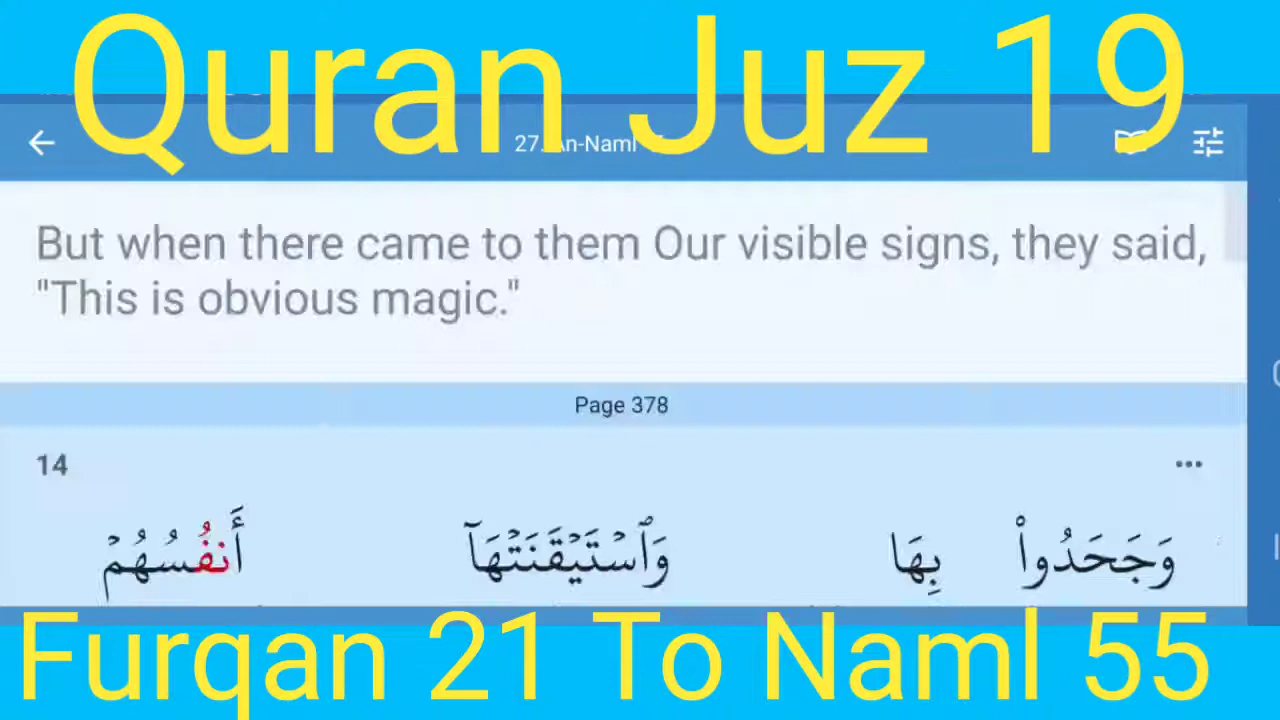 Quran Juz 19
27. An-Naml
But when there came to them Our visible signs, they said,
"This is obvious magic."
Page 378
14
وَجَحَدُوا۟ بِهَا وَٱسْتَيْقَنَتْهَآ أَنفُسُهُمْ
Furqan 21 To Naml 55